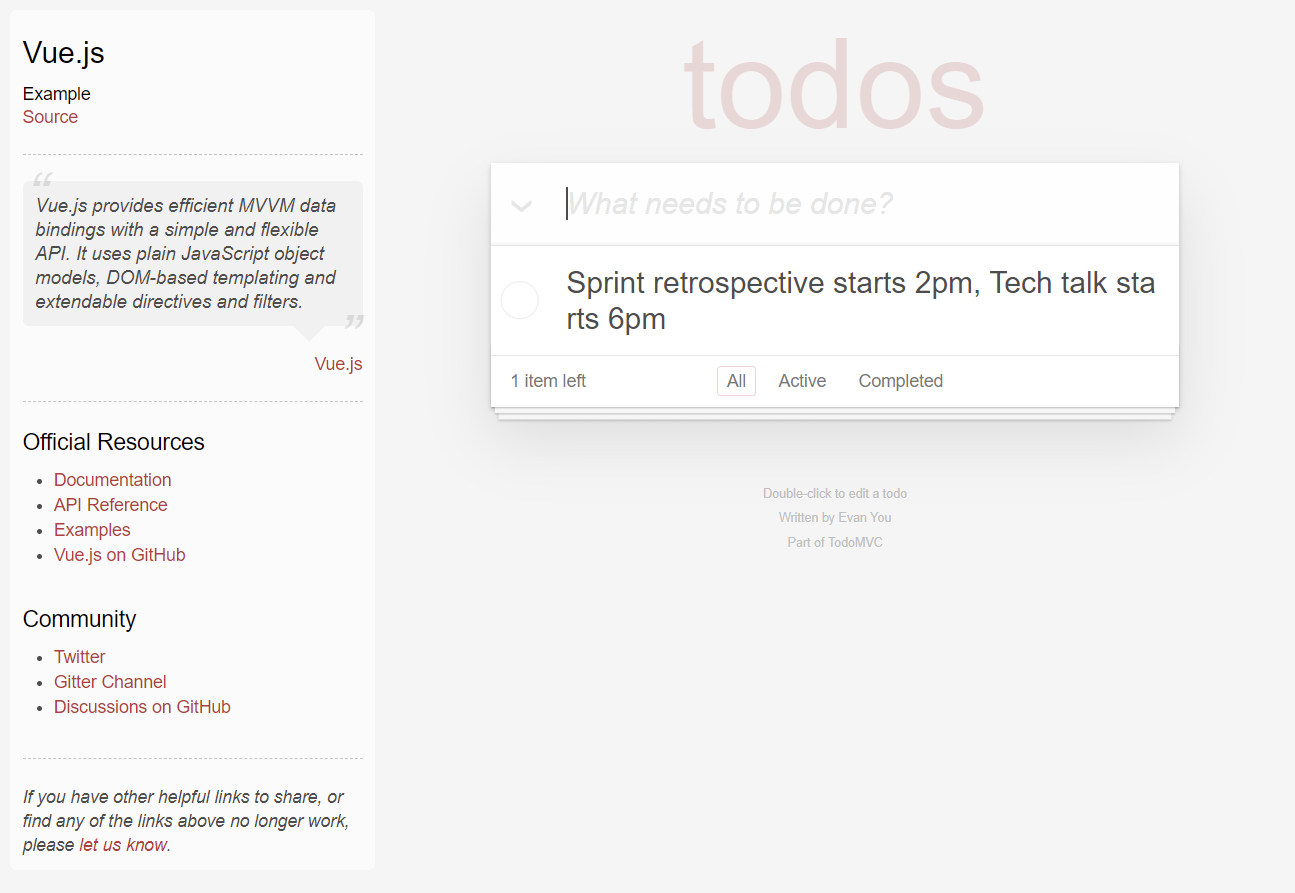 Vue.js
Example
Source
“
Vue.js provides efficient MVVM data
bindings with a simple and flexible
API. It uses plain JavaScript object
models, DOM-based templating and
extendable directives and filters.
”
Vue.js
Official Resources
• Documentation
• API Reference
• Examples
• Vue.js on GitHub
Community
• Twitter
• Gitter Channel
• Discussions on GitHub
If you have other helpful links to share, or
find any of the links above no longer work,
please let us know.
todos
What needs to be done?
Sprint retrospective starts 2pm, Tech talk sta
rts 6pm
1 item left All Active Completed
Double-click to edit a todo
Written by Evan You
Part of TodoMVC